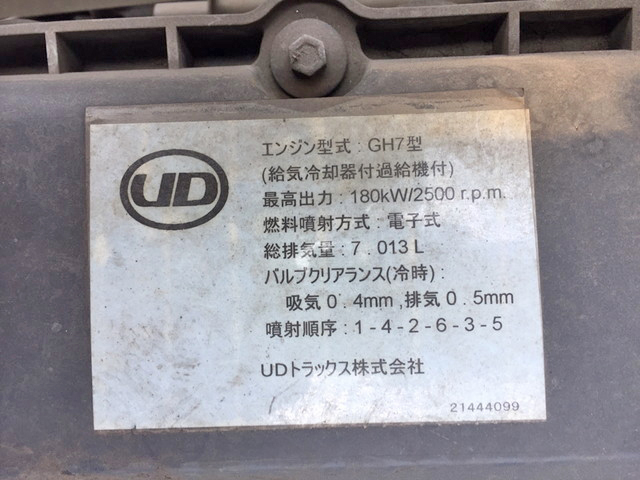 UD
エンジン型式 : GH7型
(給気冷却器付過給機付)
最高出力 : 180kW/2500 r.p.m.
燃料噴射方式 : 電子式
総排気量 : 7.013 L
バルブクリアランス(冷時) :
吸気0.4mm ,排気0.5mm
噴射順序 : 1-4-2-6-3-5
UDトラックス株式会社
21444099